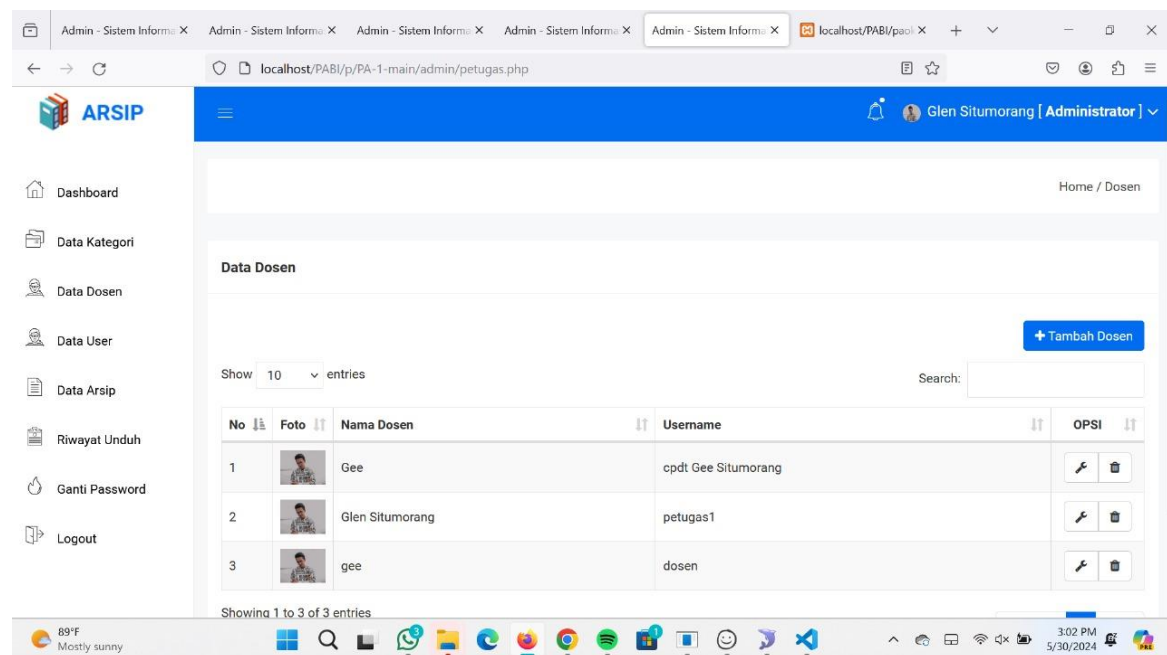 Admin - Sistem Informa Admin - Sistem Informa Admin - Sistem Informa Admin - Sistem Informa Admin - Sistem Informa localhost/PABI/paok
localhost/PABI/p/PA-1-main/admin/petugas.php
ARSIP
Glen Situmorang [ Administrator ]
Home / Dosen
Dashboard
Data Kategori
Data Dosen
Data User
Data Arsip
Riwayat Unduh
Ganti Password
Logout
Data Dosen
+ Tambah Dosen
Show 10 entries
Search:
No Foto Nama Dosen Username OPSI
1 Gee cpdt Gee Situmorang
2 Glen Situmorang petugas1
3 gee dosen
Showing 1 to 3 of 3 entries
89°F
Mostly sunny
3
3:02 PM
5/30/2024
PRE